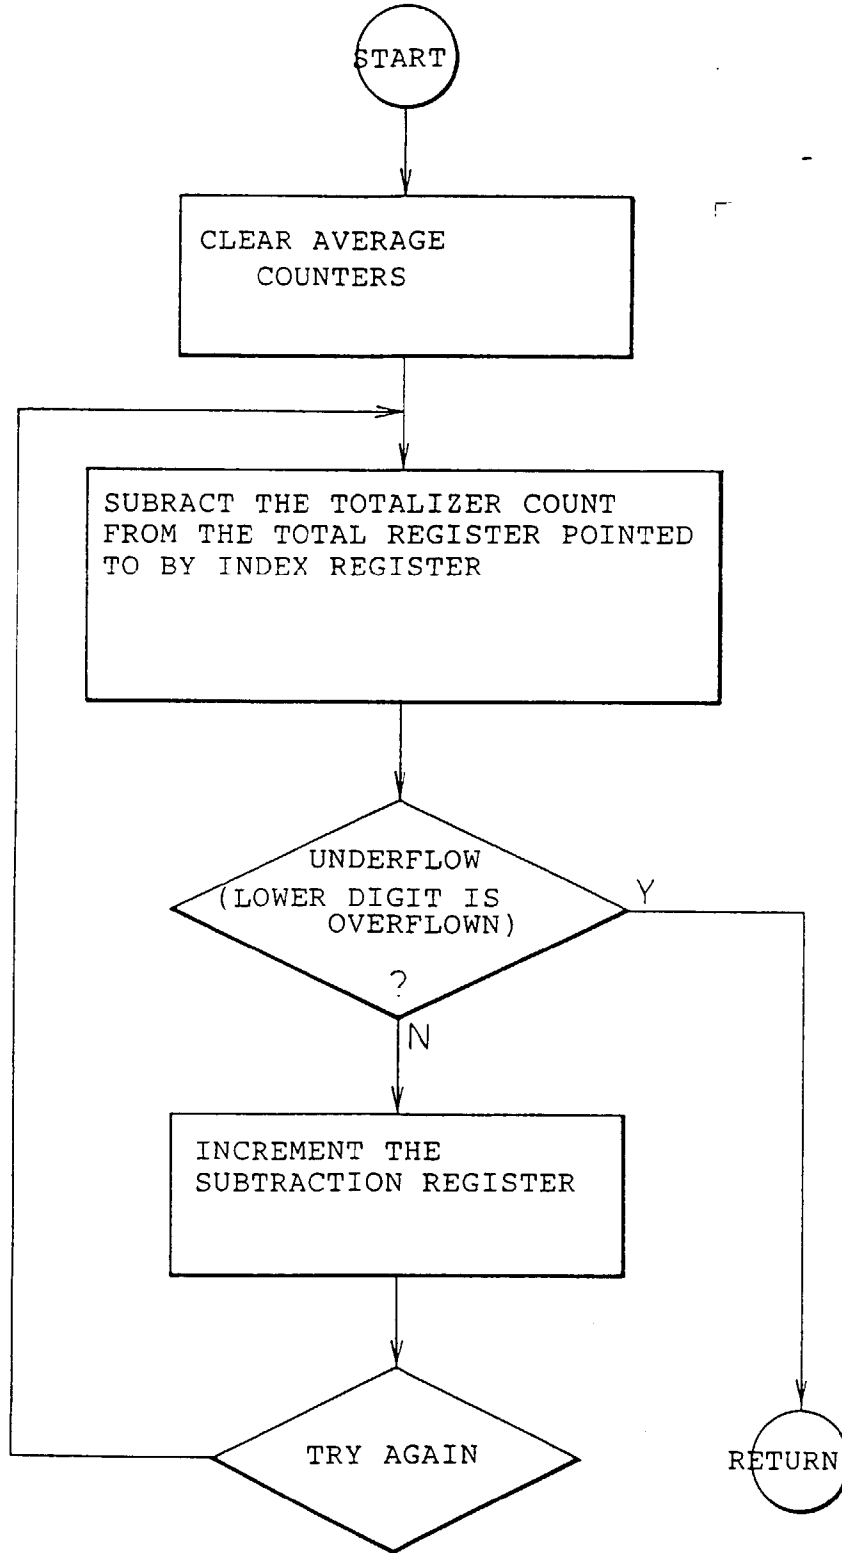 START
CLEAR AVERAGE
COUNTERS
SUBRACT THE TOTALIZER COUNT
FROM THE TOTAL REGISTER POINTED
TO BY INDEX REGISTER
UNDERFLOW
(LOWER DIGIT IS
OVERFLOWN)
?
Y
N
INCREMENT THE
SUBTRACTION REGISTER
TRY AGAIN
RETURN